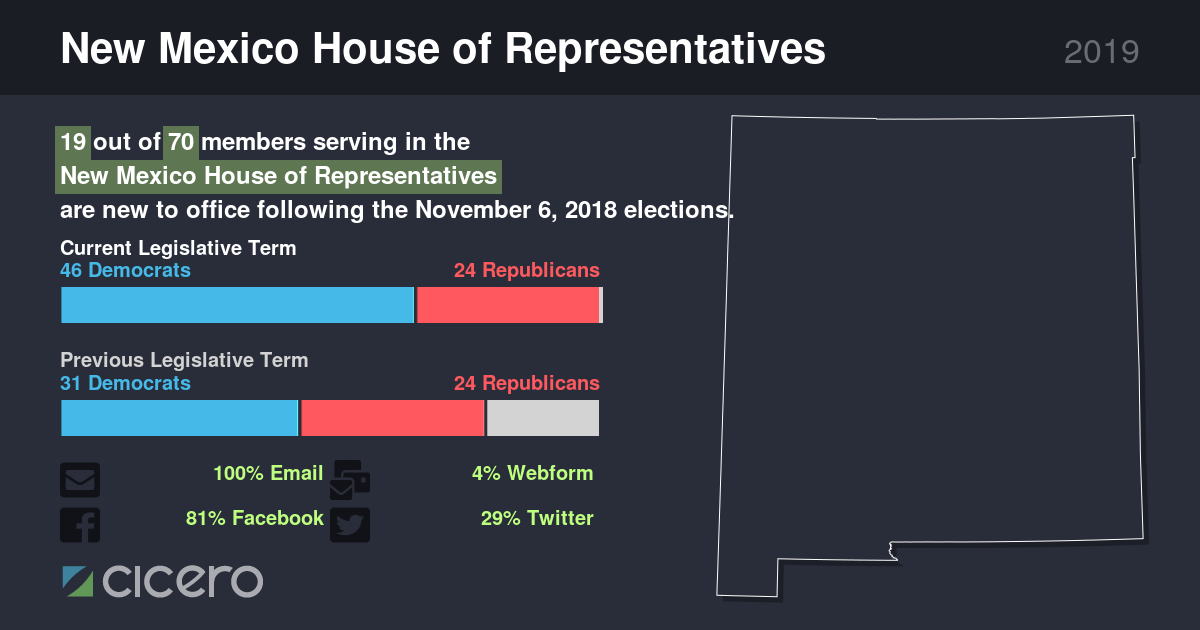 New Mexico House of Representatives
2019
19 out of 70 members serving in the
New Mexico House of Representatives
are new to office following the November 6, 2018 elections.
Current Legislative Term
46 Democrats 24 Republicans
Previous Legislative Term
31 Democrats 24 Republicans
100% Email 4% Webform
81% Facebook 29% Twitter
cicero